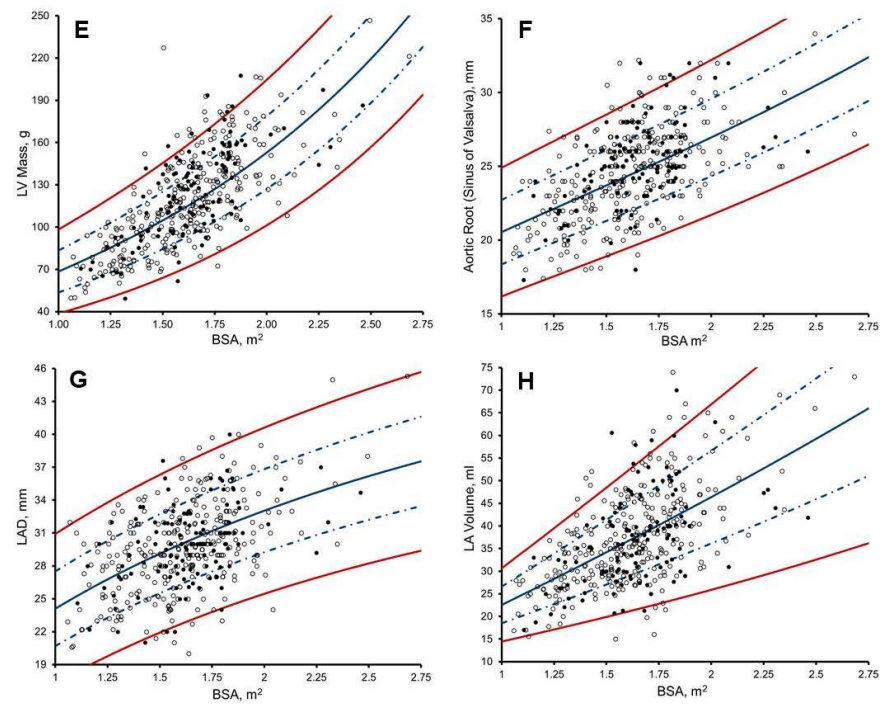 E
LV Mass, g
250
220
190
160
130
100
70
40
1.00 1.25 1.50 1.75 2.00 2.25 2.50 2.75
BSA, m²
F
Aortic Root (Sinus of Valsalva), mm
35
30
25
20
15
1 1.25 1.5 1.75 2 2.25 2.5 2.75
BSA m²
G
LAD, mm
46
43
40
37
34
31
28
25
22
19
1 1.25 1.5 1.75 2 2.25 2.5 2.75
BSA, m²
H
LA Volume, ml
75
70
65
60
55
50
45
40
35
30
25
20
15
10
1 1.25 1.5 1.75 2 2.25 2.5 2.75
BSA, m²